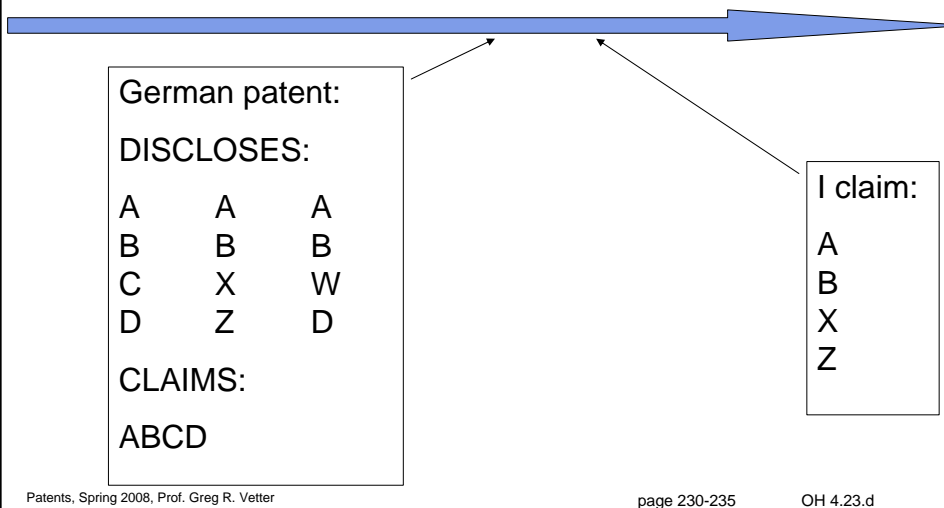 German patent:
DISCLOSES:
A A A
B B B
C X W
D Z D
CLAIMS:
ABCD
I claim:
A
B
X
Z
Patents, Spring 2008, Prof. Greg R. Vetter
page 230-235 OH 4.23.d